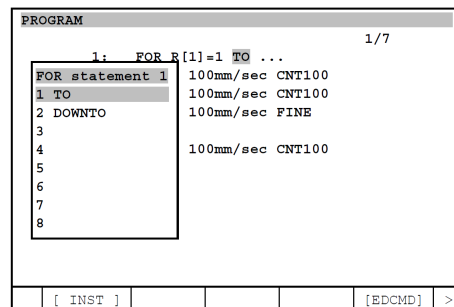 PROGRAM
1/7
1: FOR R[1]=1 TO ...
FOR statement 1
1 TO
2 DOWNTO
3
4
5
6
7
8
100mm/sec CNT100
100mm/sec CNT100
100mm/sec FINE
100mm/sec CNT100
[ INST ] [EDCMD] >